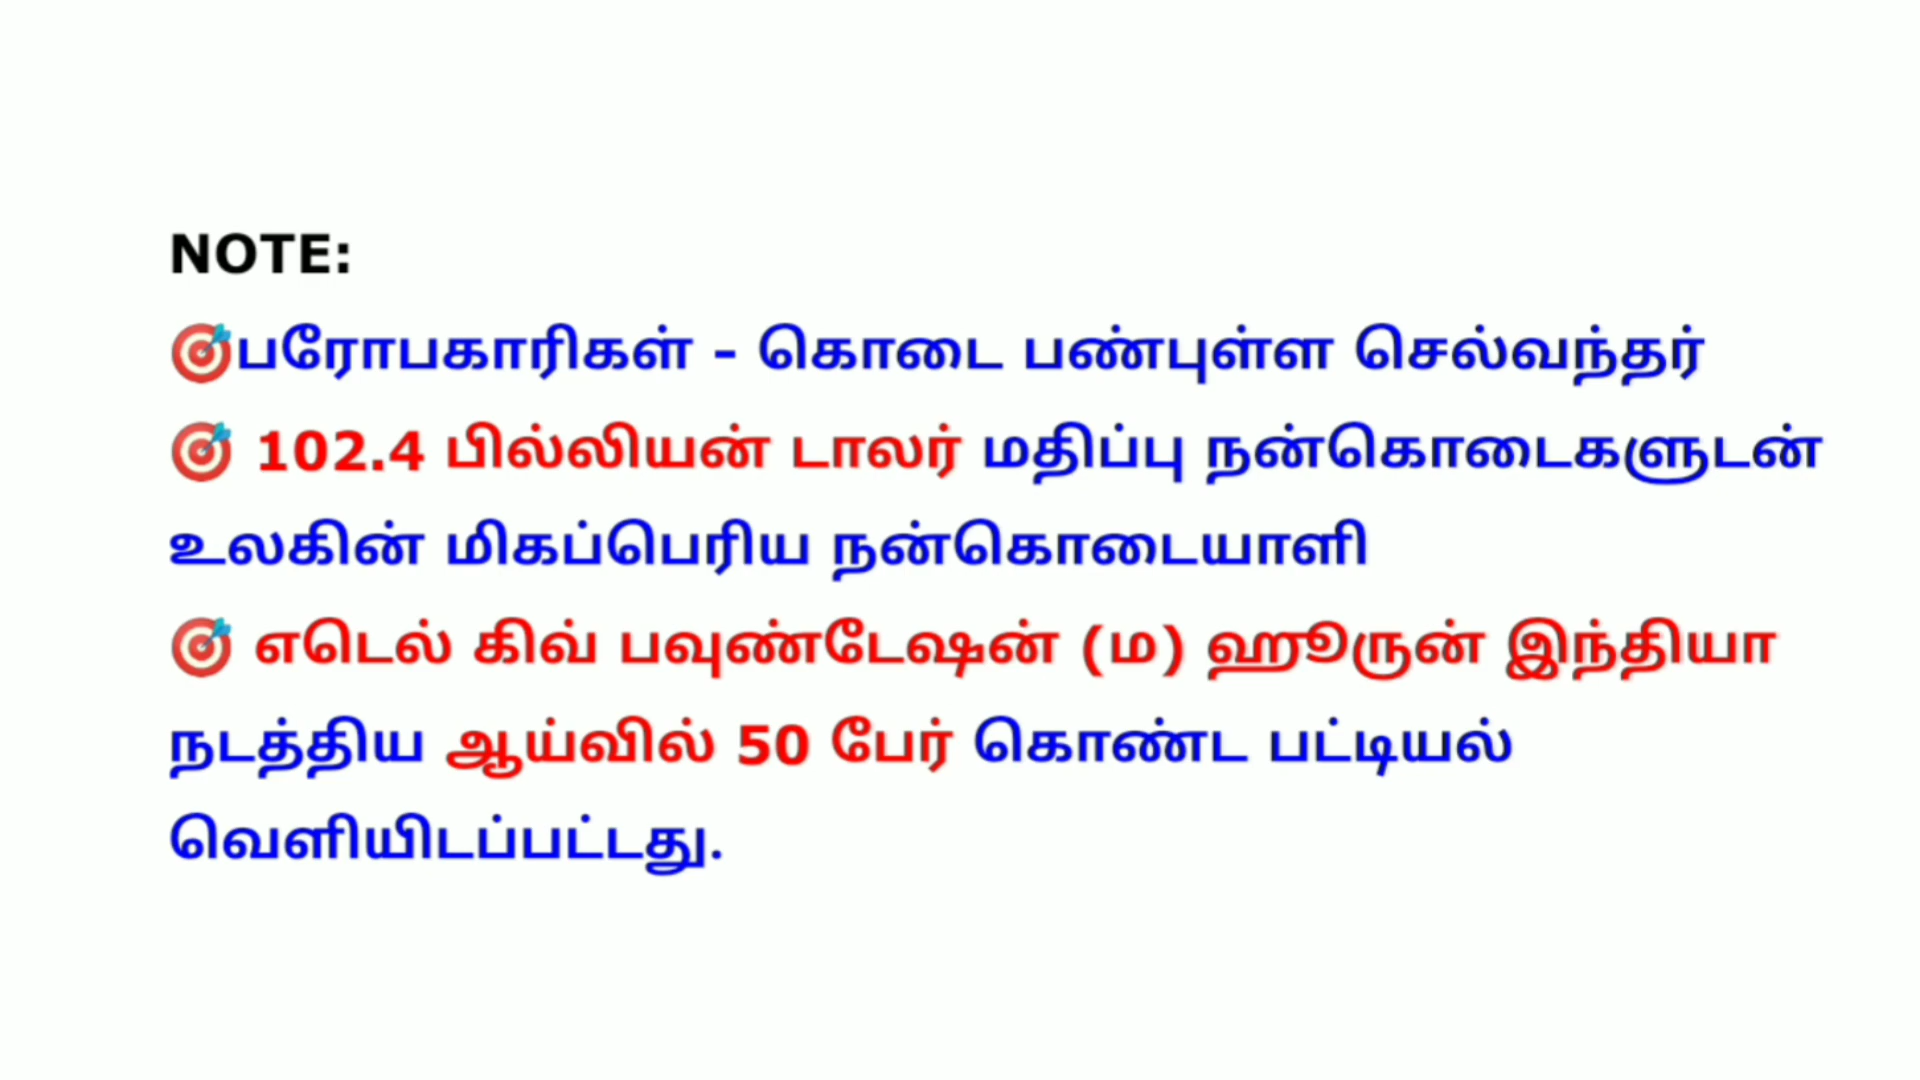 NOTE:
🎯பரோபகாரிகள் - கொடை பண்புள்ள செல்வந்தர்
🎯 102.4 பில்லியன் டாலர் மதிப்பு நன்கொடைகளுடன்
உலகின் மிகப்பெரிய நன்கொடையாளி
🎯 எடெல் கிவ் பவுண்டேஷன் (ம) ஹூருன் இந்தியா
நடத்திய ஆய்வில் 50 பேர் கொண்ட பட்டியல்
வெளியிடப்பட்டது.